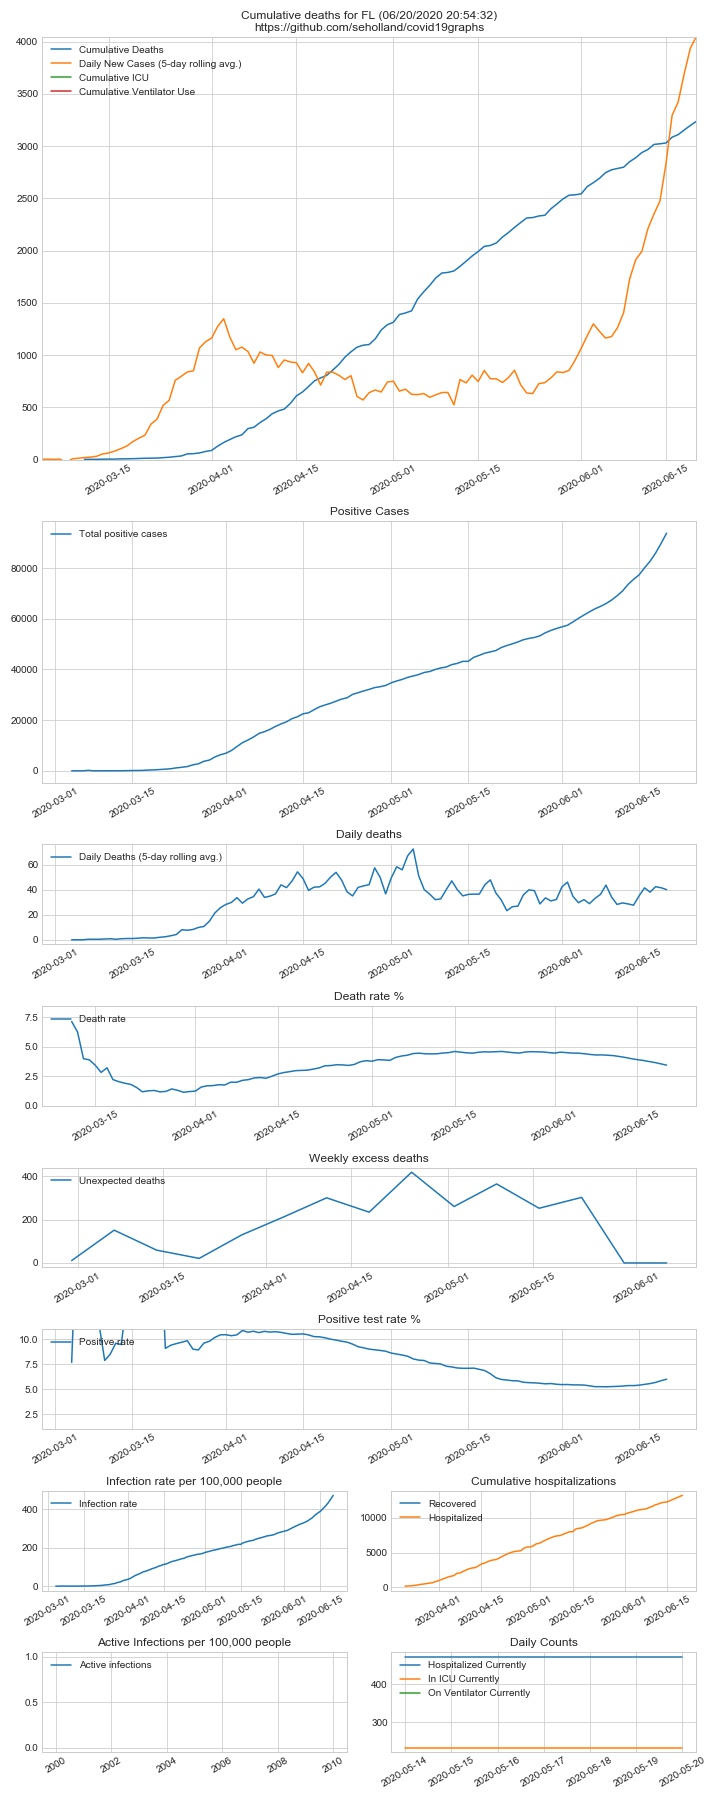 Cumulative deaths for FL (06/20/2020 20:54:32)
https://github.com/seholland/covid19graphs
Cumulative Deaths
Daily New Cases (5-day rolling avg.)
Cumulative ICU
Cumulative Ventilator Use
4000
3500
3000
2500
2000
1500
1000
500
0
2020-03-15 2020-04-01 2020-04-15 2020-05-01 2020-05-15 2020-06-01 2020-06-15
Positive Cases
Total positive cases
80000
60000
40000
20000
0
2020-03-01 2020-03-15 2020-04-01 2020-04-15 2020-05-01 2020-05-15 2020-06-01 2020-06-15
Daily deaths
Daily Deaths (5-day rolling avg.)
60
40
20
0
2020-03-01 2020-03-15 2020-04-01 2020-04-15 2020-05-01 2020-05-15 2020-06-01 2020-06-15
Death rate %
Death rate
7.5
5.0
2.5
0.0
2020-03-15 2020-04-01 2020-04-15 2020-05-01 2020-05-15 2020-06-01 2020-06-15
Weekly excess deaths
Unexpected deaths
400
200
0
2020-03-01 2020-03-15 2020-04-01 2020-04-15 2020-05-01 2020-05-15 2020-06-01
Positive test rate %
Positive rate
10.0
7.5
5.0
2.5
2020-03-01 2020-03-15 2020-04-01 2020-04-15 2020-05-01 2020-05-15 2020-06-01 2020-06-15
Infection rate per 100,000 people
Infection rate
400
200
0
2020-03-01 2020-03-15 2020-04-01 2020-04-15 2020-05-01 2020-05-15 2020-06-01 2020-06-15
Cumulative hospitalizations
Recovered
Hospitalized
10000
5000
0
2020-04-01 2020-04-15 2020-05-01 2020-05-15 2020-06-01 2020-06-15
Active Infections per 100,000 people
Active infections
1.0
0.5
0.0
2000 2002 2004 2006 2008 2010
Daily Counts
Hospitalized Currently
In ICU Currently
On Ventilator Currently
400
300
2020-05-14 2020-05-15 2020-05-16 2020-05-17 2020-05-18 2020-05-19 2020-05-20